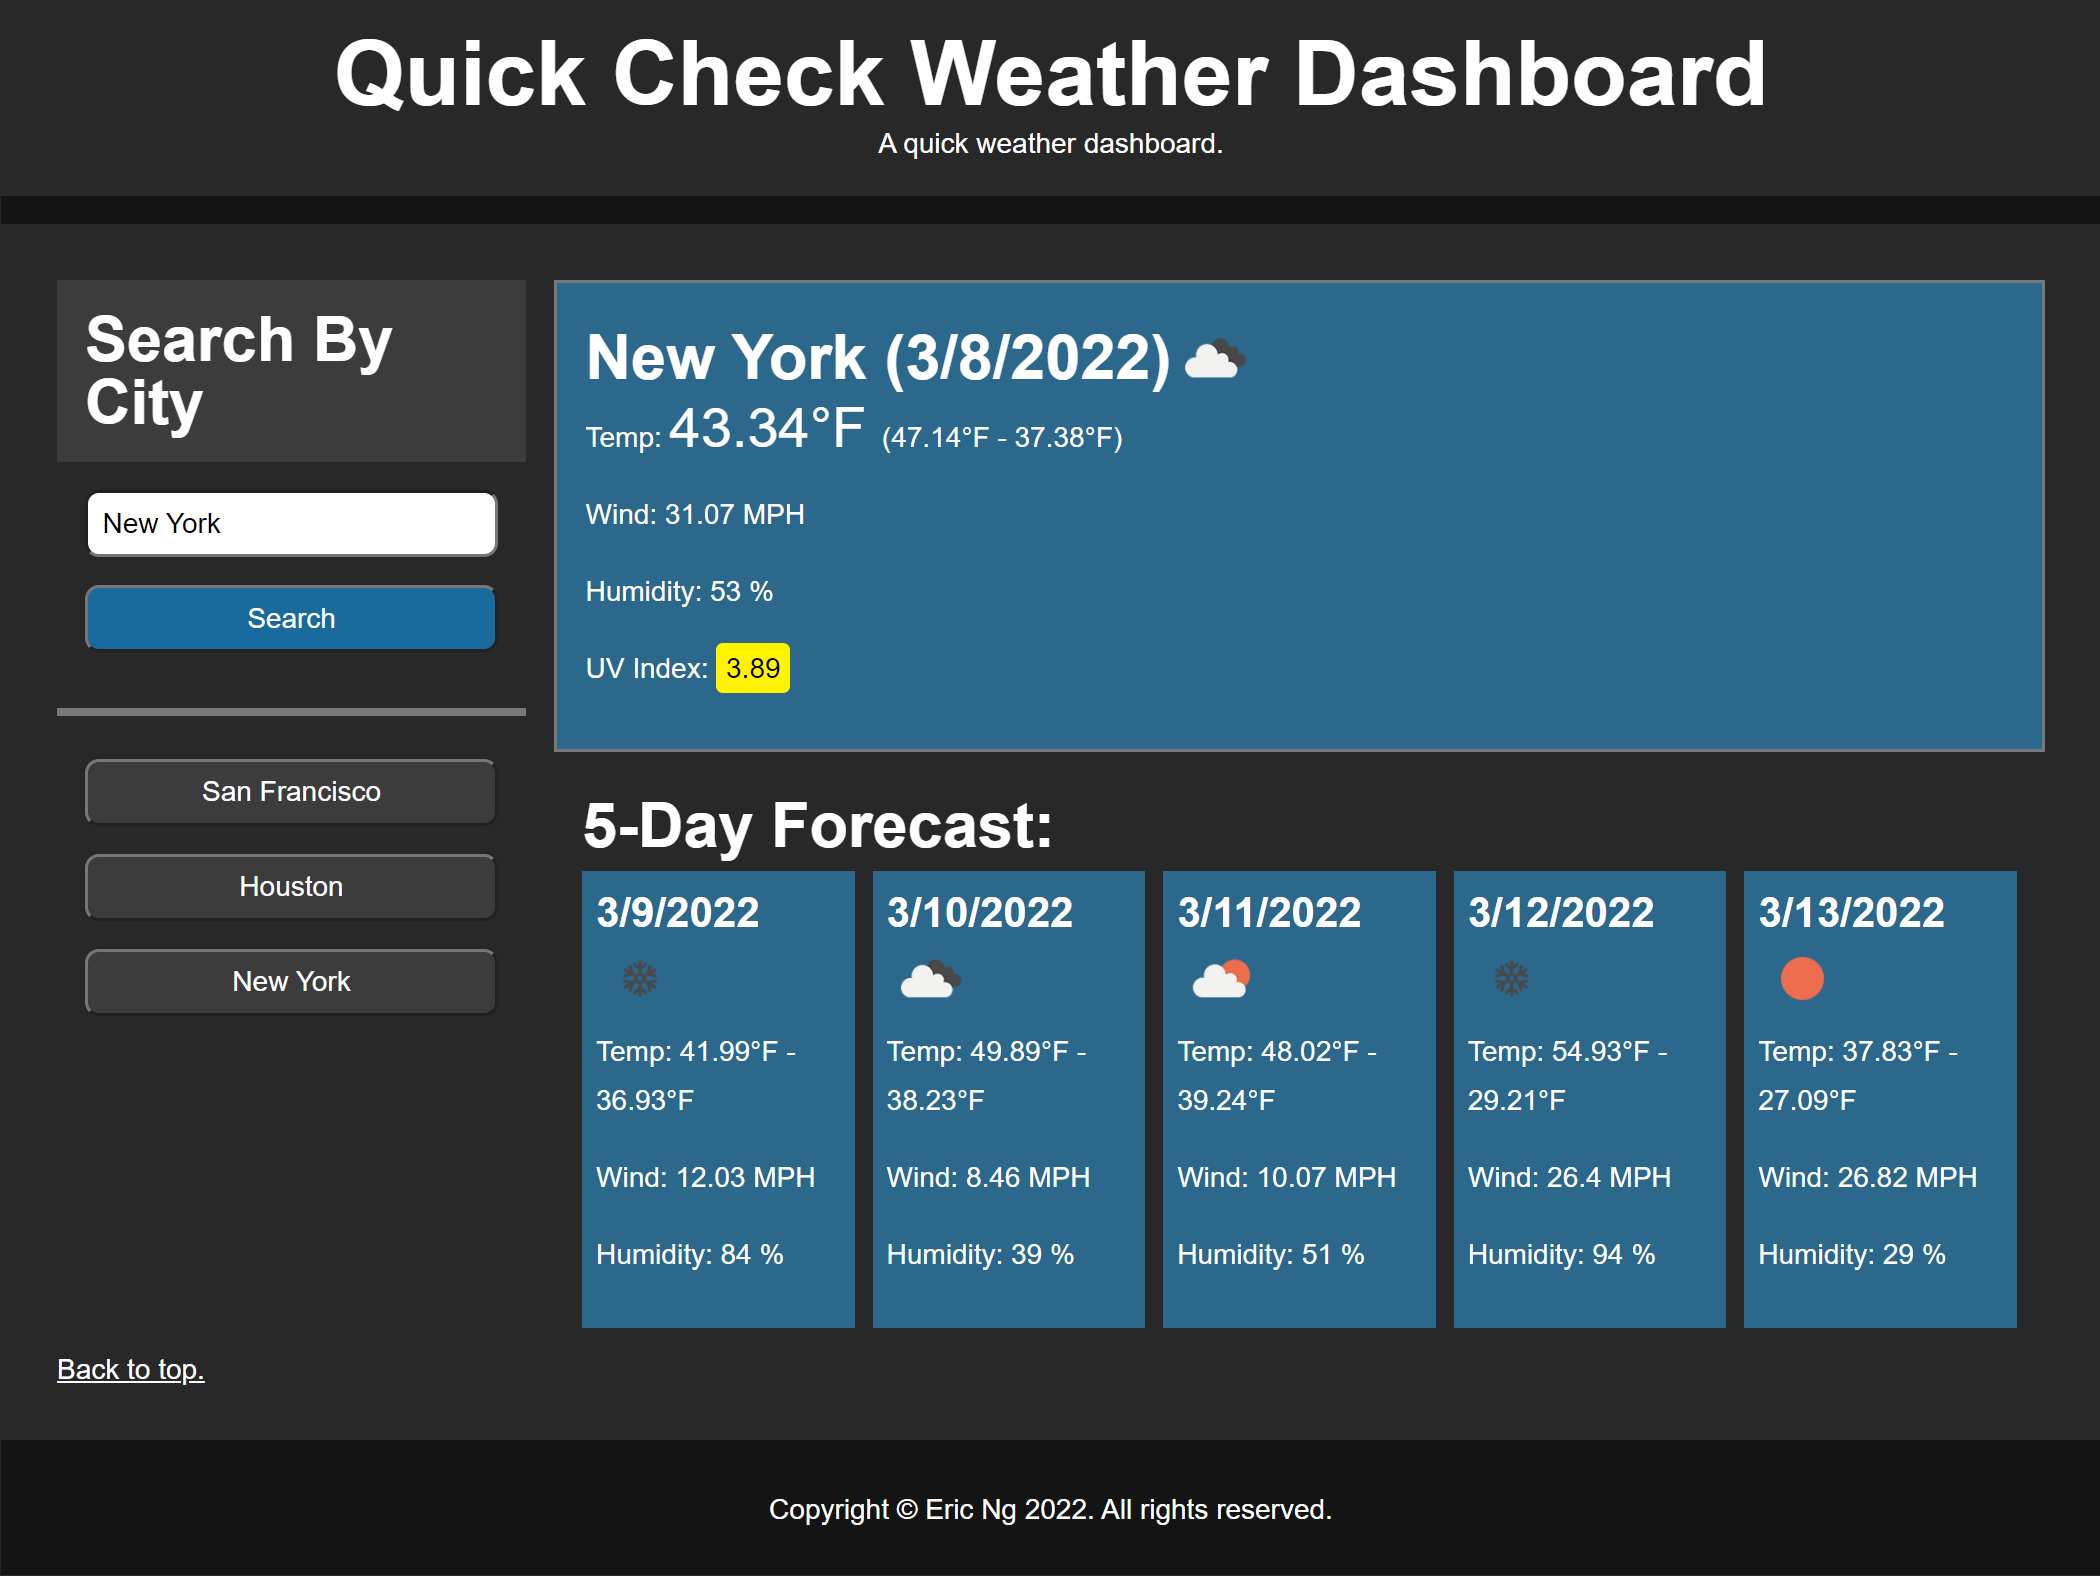 Quick Check Weather Dashboard
A quick weather dashboard.
Search By
City
New York
Search
San Francisco
Houston
New York
New York (3/8/2022)
Temp: 43.34°F (47.14°F - 37.38°F)
Wind: 31.07 MPH
Humidity: 53 %
UV Index: 3.89
5-Day Forecast:
3/9/2022
Temp: 41.99°F -
36.93°F
Wind: 12.03 MPH
Humidity: 84 %
3/10/2022
Temp: 49.89°F -
38.23°F
Wind: 8.46 MPH
Humidity: 39 %
3/11/2022
Temp: 48.02°F -
39.24°F
Wind: 10.07 MPH
Humidity: 51 %
3/12/2022
Temp: 54.93°F -
29.21°F
Wind: 26.4 MPH
Humidity: 94 %
3/13/2022
Temp: 37.83°F -
27.09°F
Wind: 26.82 MPH
Humidity: 29 %
Back to top.
Copyright © Eric Ng 2022. All rights reserved.